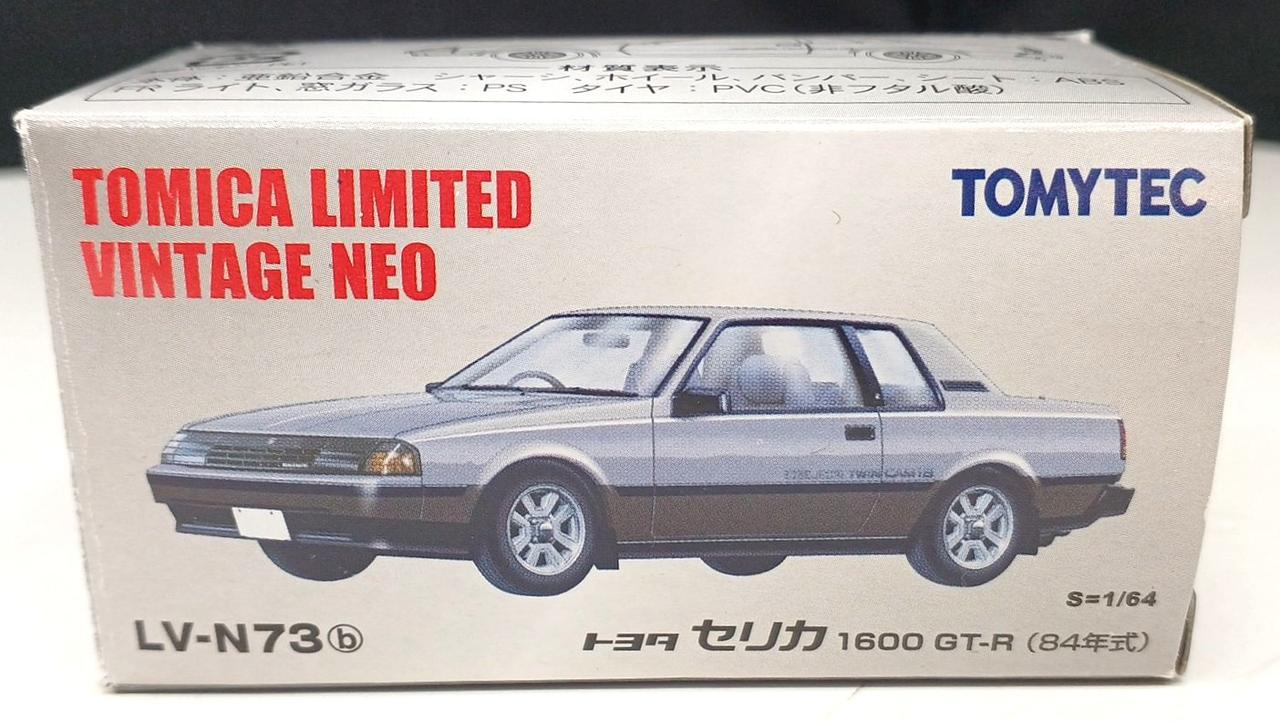 材質表示
亜鉛合金 シャーシ、ホイール、バンパー、シート：ABS
FRライト、窓ガラス：PS タイヤ：PVC(非フタル酸)
TOMICA LIMITED
VINTAGE NEO
TOMYTEC
TWINCAM16
S=1/64
LV-N73ⓑ
トヨタ セリカ 1600 GT-R (84年式)